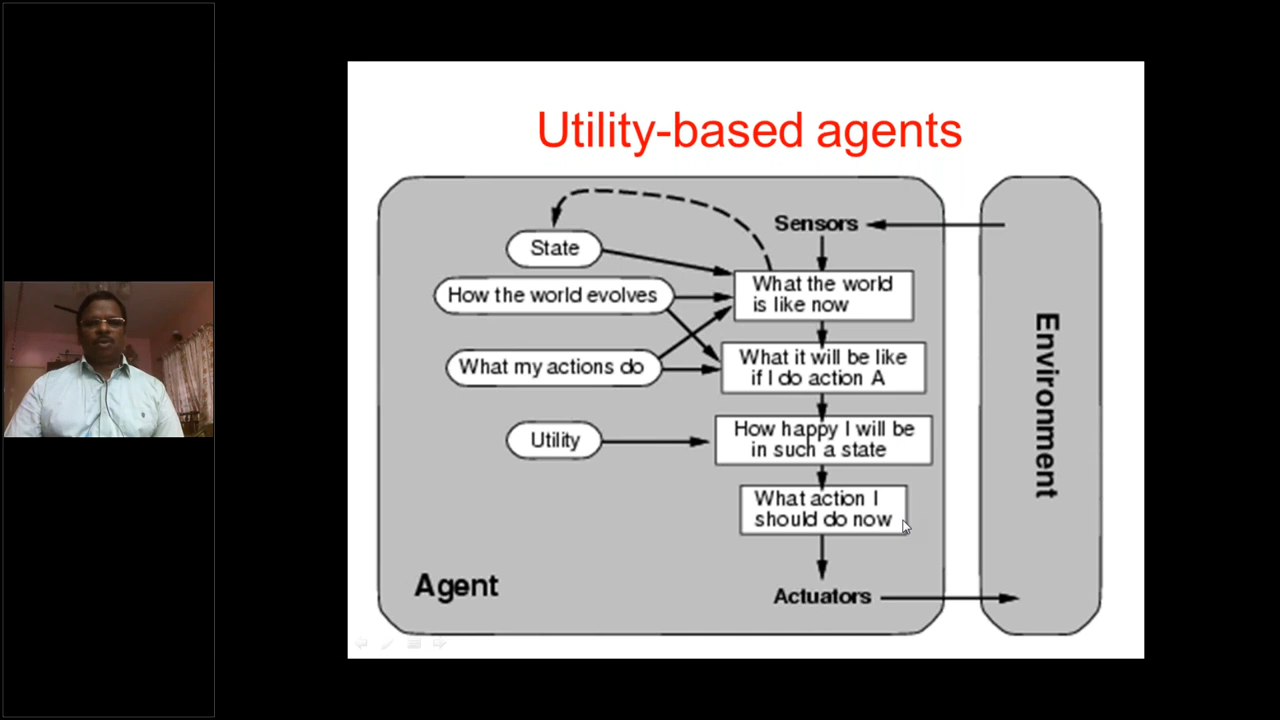 Utility-based agents
Sensors
State
What the world
is like now
How the world evolves
What it will be like
if I do action A
What my actions do
How happy I will be
in such a state
Utility
What action I
should do now
Agent
Actuators
Environment